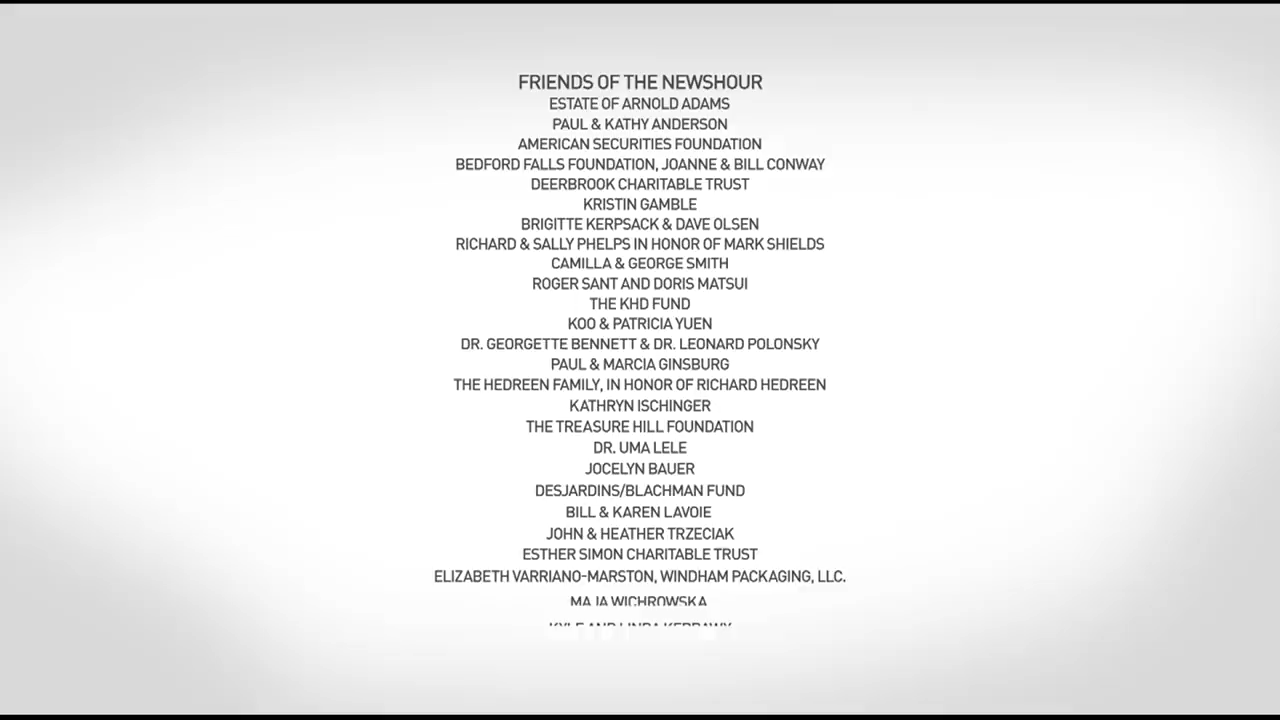 FRIENDS OF THE NEWSHOUR
ESTATE OF ARNOLD ADAMS
PAUL & KATHY ANDERSON
AMERICAN SECURITIES FOUNDATION
BEDFORD FALLS FOUNDATION, JOANNE & BILL CONWAY
DEERBROOK CHARITABLE TRUST
KRISTIN GAMBLE
BRIGITTE KERPSACK & DAVE OLSEN
RICHARD & SALLY PHELPS IN HONOR OF MARK SHIELDS
CAMILLA & GEORGE SMITH
ROGER SANT AND DORIS MATSUI
THE KHD FUND
KOO & PATRICIA YUEN
DR. GEORGETTE BENNETT & DR. LEONARD POLONSKY
PAUL & MARCIA GINSBURG
THE HEDREEN FAMILY, IN HONOR OF RICHARD HEDREEN
KATHRYN ISCHINGER
THE TREASURE HILL FOUNDATION
DR. UMA LELE
JOCELYN BAUER
DESJARDINS/BLACHMAN FUND
BILL & KAREN LAVOIE
JOHN & HEATHER TRZECIAK
ESTHER SIMON CHARITABLE TRUST
ELIZABETH VARRIANO-MARSTON, WINDHAM PACKAGING, LLC.
MAJA WICHROWSKA
KYLE AND LINDA